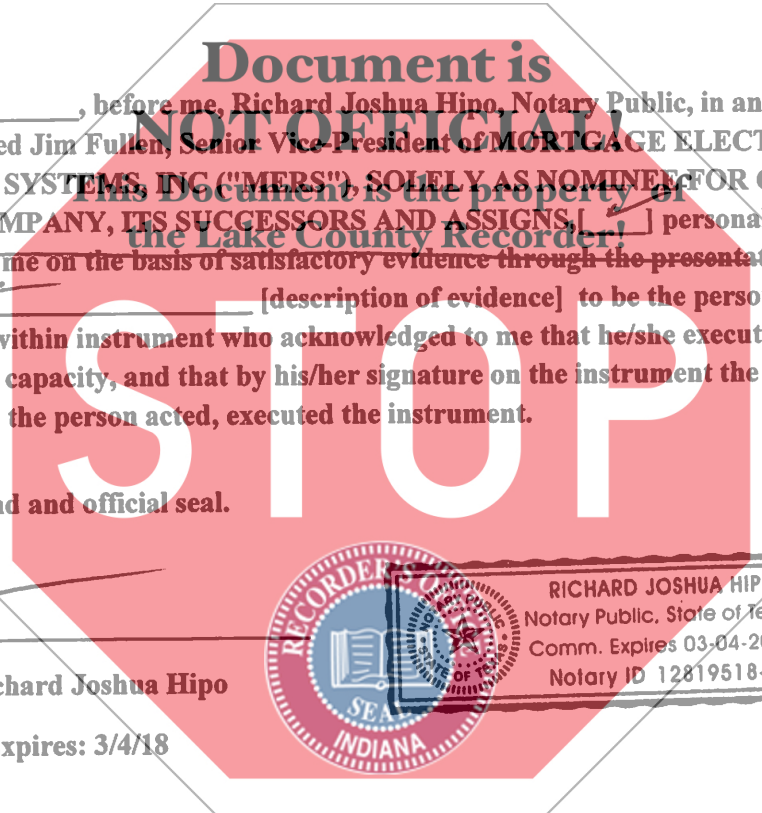 Document is
_______, before me, Richard Joshua Hipo, Notary Public, in an
NOT OFFICIAL!
ed Jim Fullen, Senior Vice-President of MORTGAGE ELECT
SYSTEMS, INC ("MERS"), SOLELY AS NOMINEE FOR
This Document is the property of
MPANY, ITS SUCCESSORS AND ASSIGNS,[____] persona
the Lake County Recorder!
me on the basis of satisfactory evidence through the presentat
____________________ [description of evidence] to be the perso
within instrument who acknowledged to me that he/she execut
capacity, and that by his/her signature on the instrument the
the person acted, executed the instrument.
STOP
nd and official seal.
RECORDER'S OF
SEAL
INDIANA
NOTARY PUBLIC
STATE OF TEXAS
RICHARD JOSHUA HIP
Notary Public, State of Te
Comm. Expires 03-04-20
Notary ID 12819518-
chard Joshua Hipo
xpires: 3/4/18